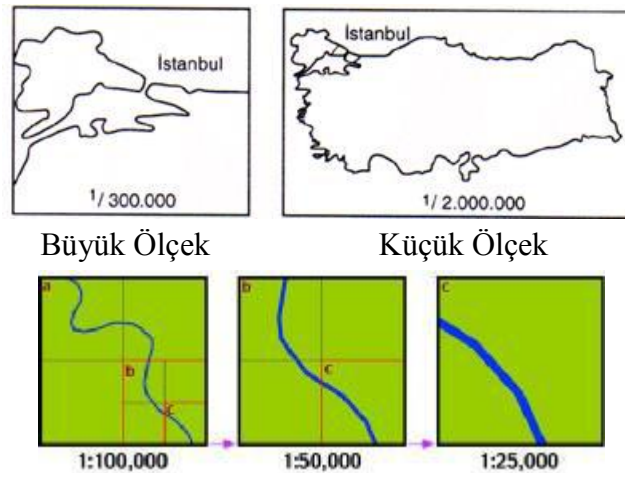 İstanbul
1/ 300.000
İstanbul
1/ 2.000.000
Büyük Ölçek
Küçük Ölçek
a
b
c
1:100,000
b
c
1:50,000
c
1:25,000